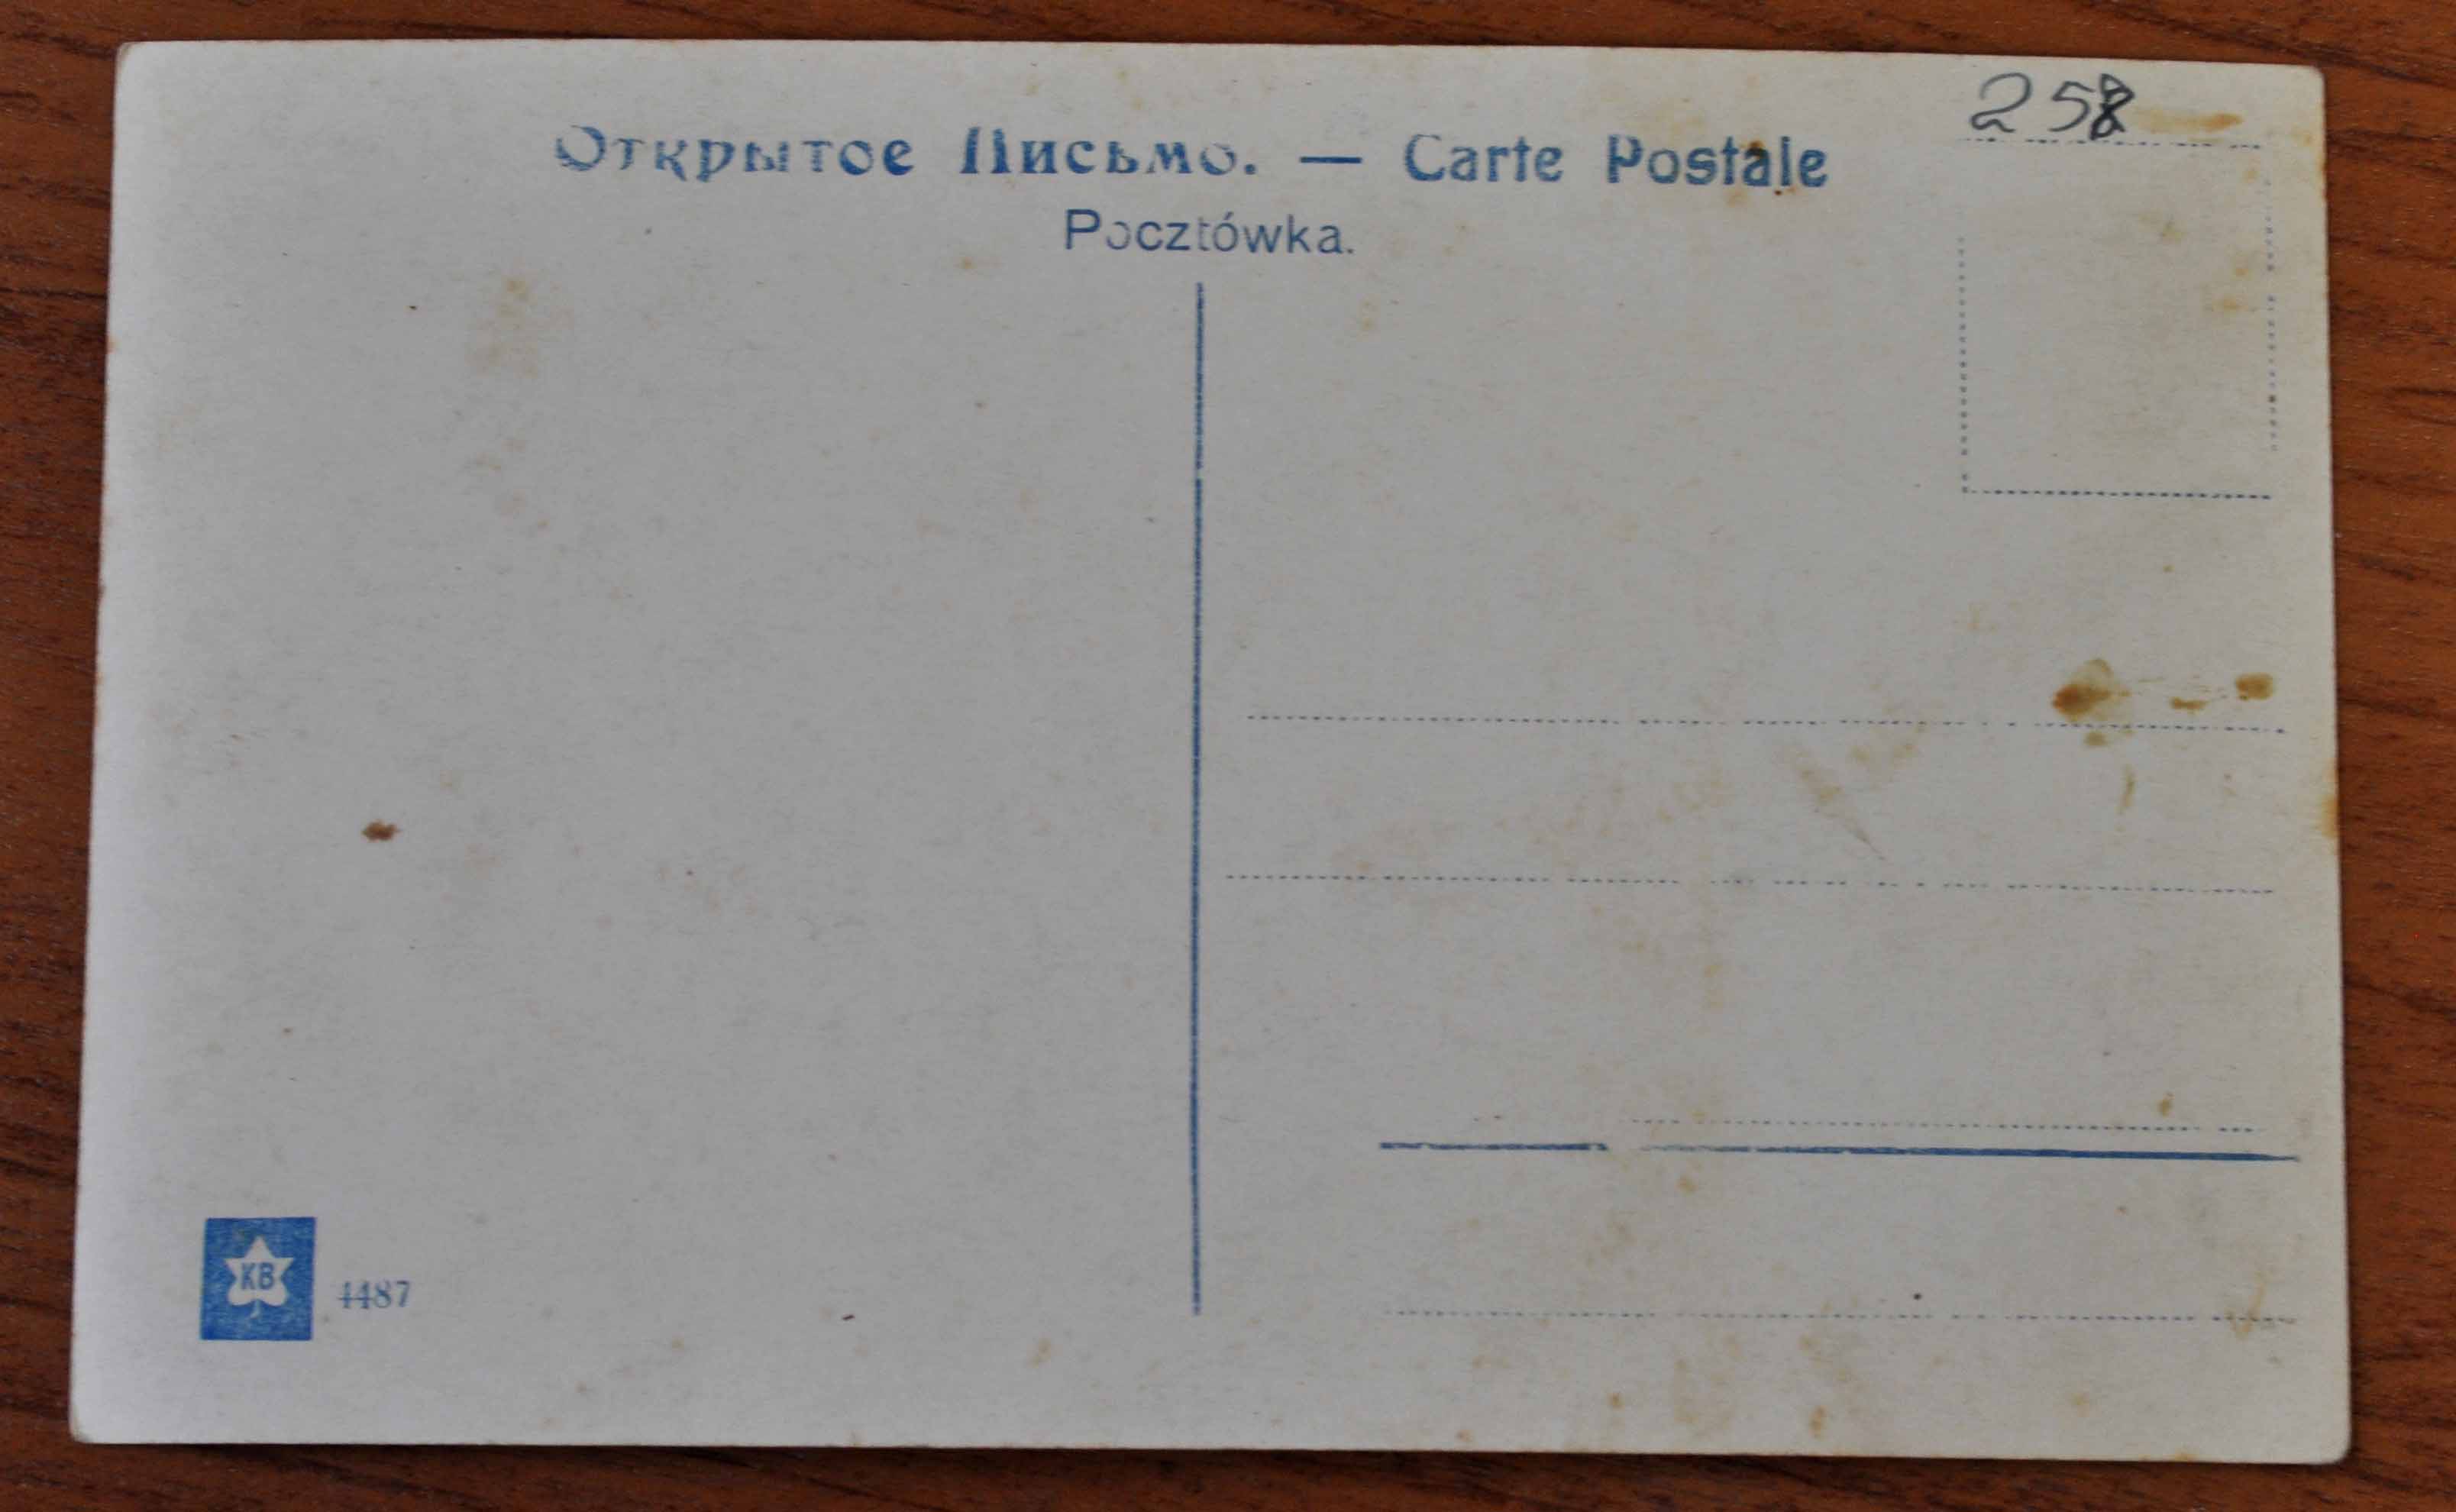 258
Открытое Письмо. — Carte Postale
Pocztówka.
KB
4487